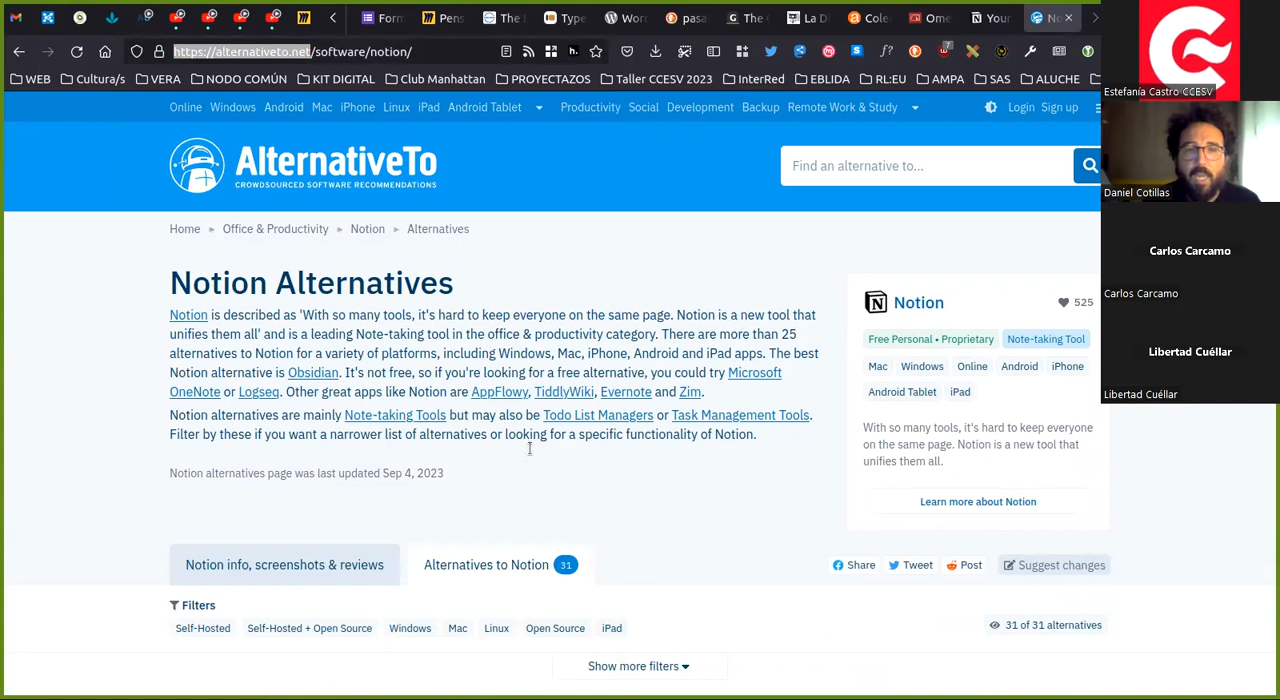 Form
Pens
The
Type
Wor
pasa
The
La D
Cole
Ome
Your
No
https://alternativeto.net/software/notion/
WEB
Cultura/s
VERA
NODO COMÚN
KIT DIGITAL
Club Manhattan
PROYECTAZOS
Taller CCESV 2023
InterRed
EBLIDA
RL:EU
AMPA
SAS
ALUCHE
Online Windows Android Mac iPhone Linux iPad Android Tablet
Productivity Social Development Backup Remote Work & Study
Login Sign up
AlternativeTo
CROWDSOURCED SOFTWARE RECOMMENDATIONS
Find an alternative to...
Home Office & Productivity Notion Alternatives
Notion Alternatives
Notion is described as 'With so many tools, it's hard to keep everyone on the same page. Notion is a new tool that
unifies them all' and is a leading Note-taking tool in the office & productivity category. There are more than 25
alternatives to Notion for a variety of platforms, including Windows, Mac, iPhone, Android and iPad apps. The best
Notion alternative is Obsidian. It's not free, so if you're looking for a free alternative, you could try Microsoft
OneNote or Logseq. Other great apps like Notion are AppFlowy, TiddlyWiki, Evernote and Zim.
Notion alternatives are mainly Note-taking Tools but may also be Todo List Managers or Task Management Tools.
Filter by these if you want a narrower list of alternatives or looking for a specific functionality of Notion.
Notion alternatives page was last updated Sep 4, 2023
Notion
525
Free Personal • Proprietary
Note-taking Tool
Mac Windows Online Android iPhone
Android Tablet iPad
With so many tools, it's hard to keep everyone
on the same page. Notion is a new tool that
unifies them all.
Learn more about Notion
Notion info, screenshots & reviews
Alternatives to Notion 31
Share Tweet Post
Suggest changes
Filters
Self-Hosted Self-Hosted + Open Source Windows Mac Linux Open Source iPad
31 of 31 alternatives
Show more filters
Estefanía Castro CCESV
Daniel Cotillas
Carlos Carcamo
Carlos Carcamo
Libertad Cuéllar
Libertad Cuéllar